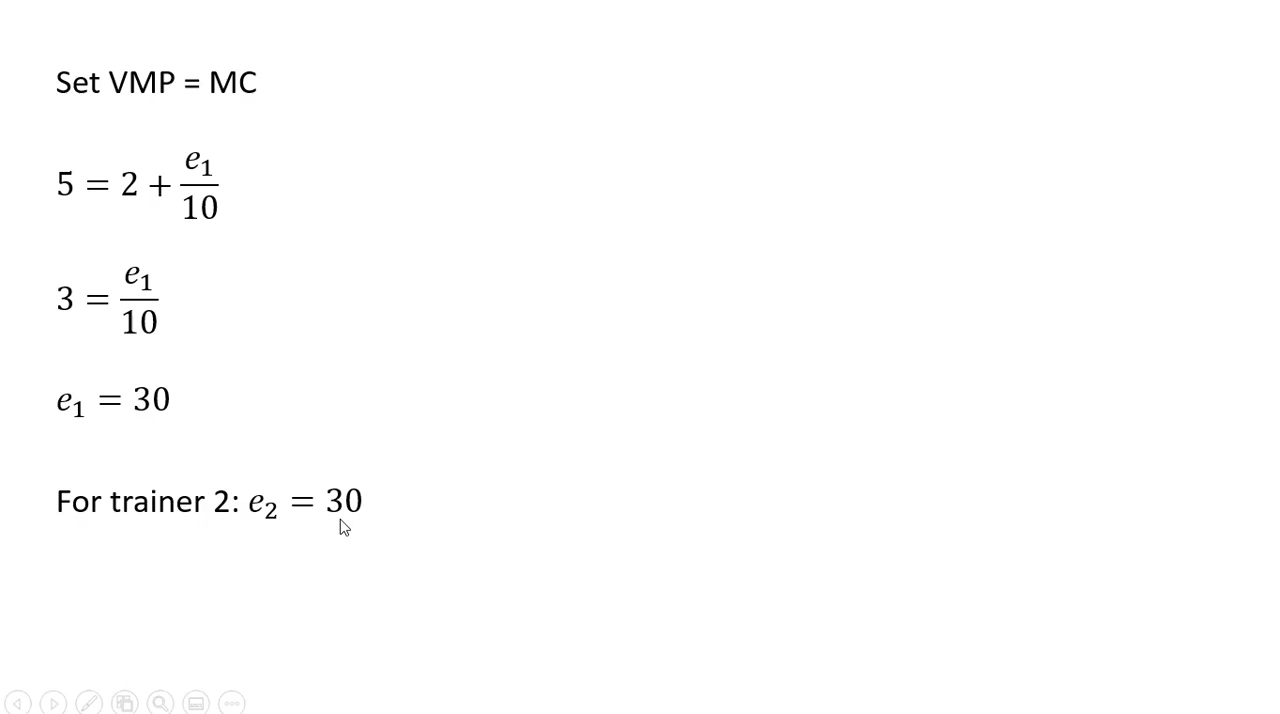 Set VMP = MC
5 = 2 + e₁/10
3 = e₁/10
e₁ = 30
For trainer 2: e₂ = 30